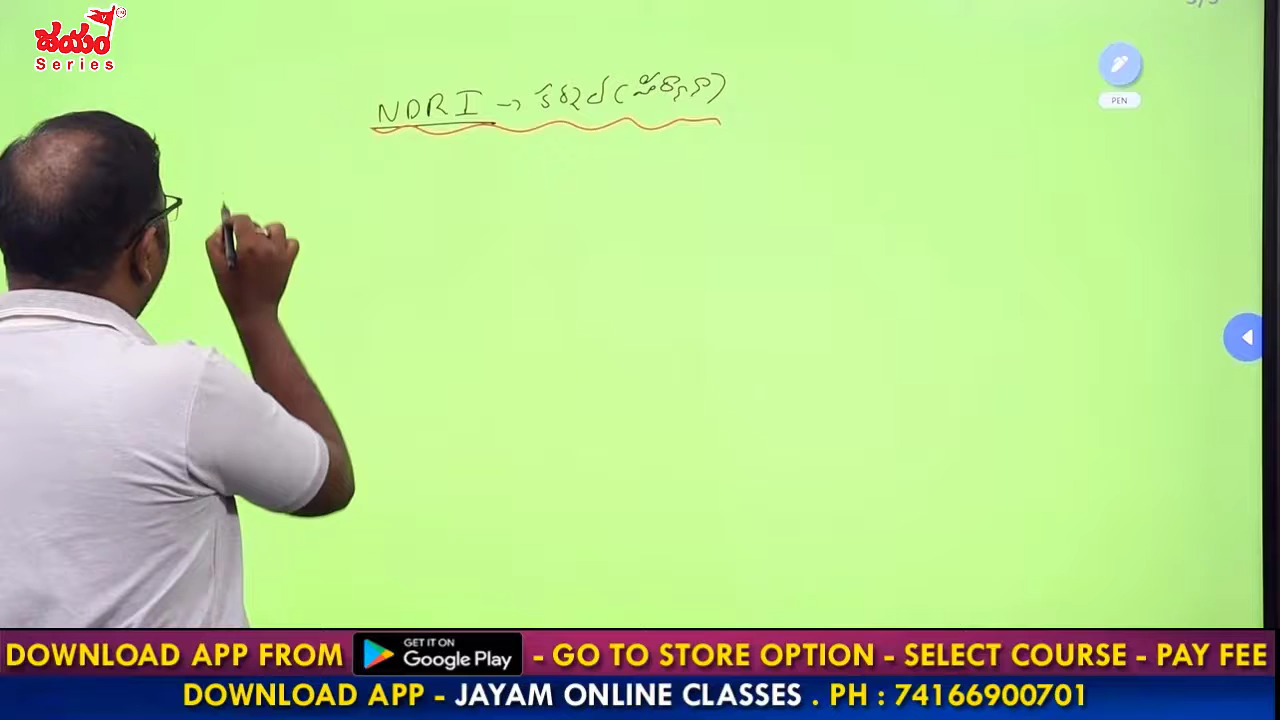 జయం
Series
NDRI → కర్నాల్ (హర్యానా)
PEN
DOWNLOAD APP FROM GET IT ON Google Play - GO TO STORE OPTION - SELECT COURSE - PAY FEE
DOWNLOAD APP - JAYAM ONLINE CLASSES . PH : 74166900701